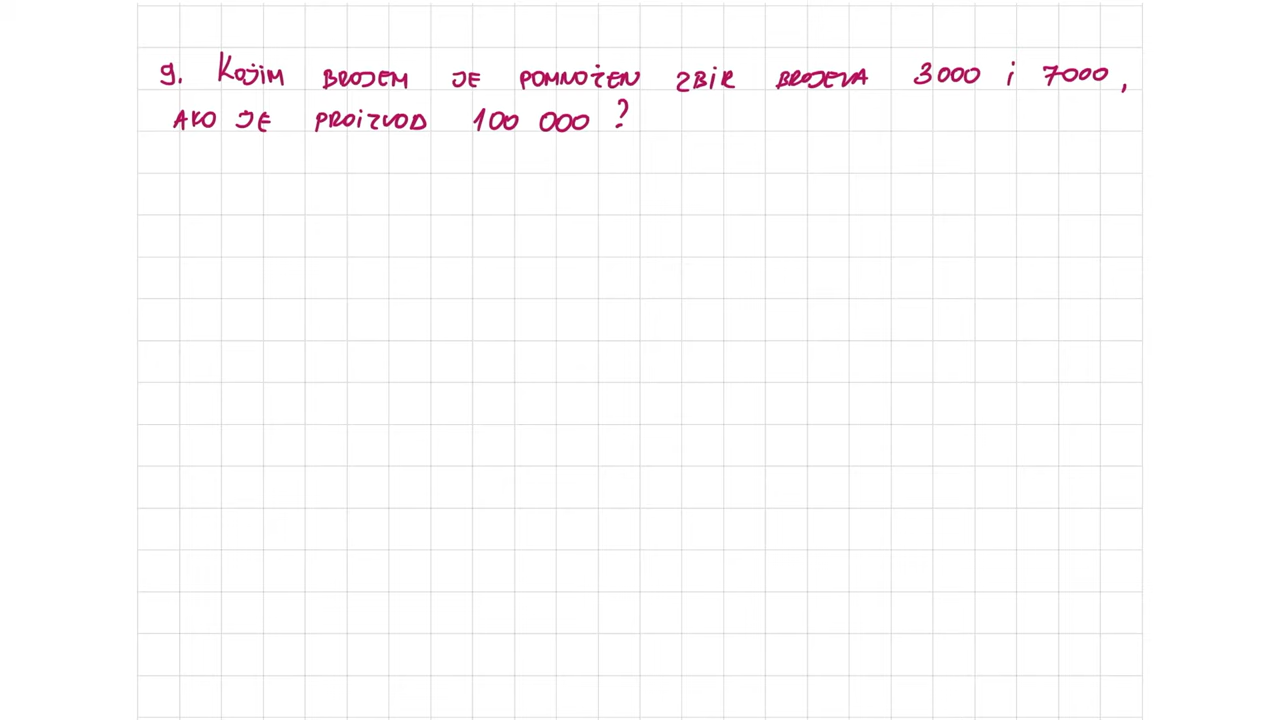 9. KOJIM BROJEM JE POMNOŽEN ZBIR BROJEVA 3000 i 7000,
AKO JE PROIZVOD 100 000 ?